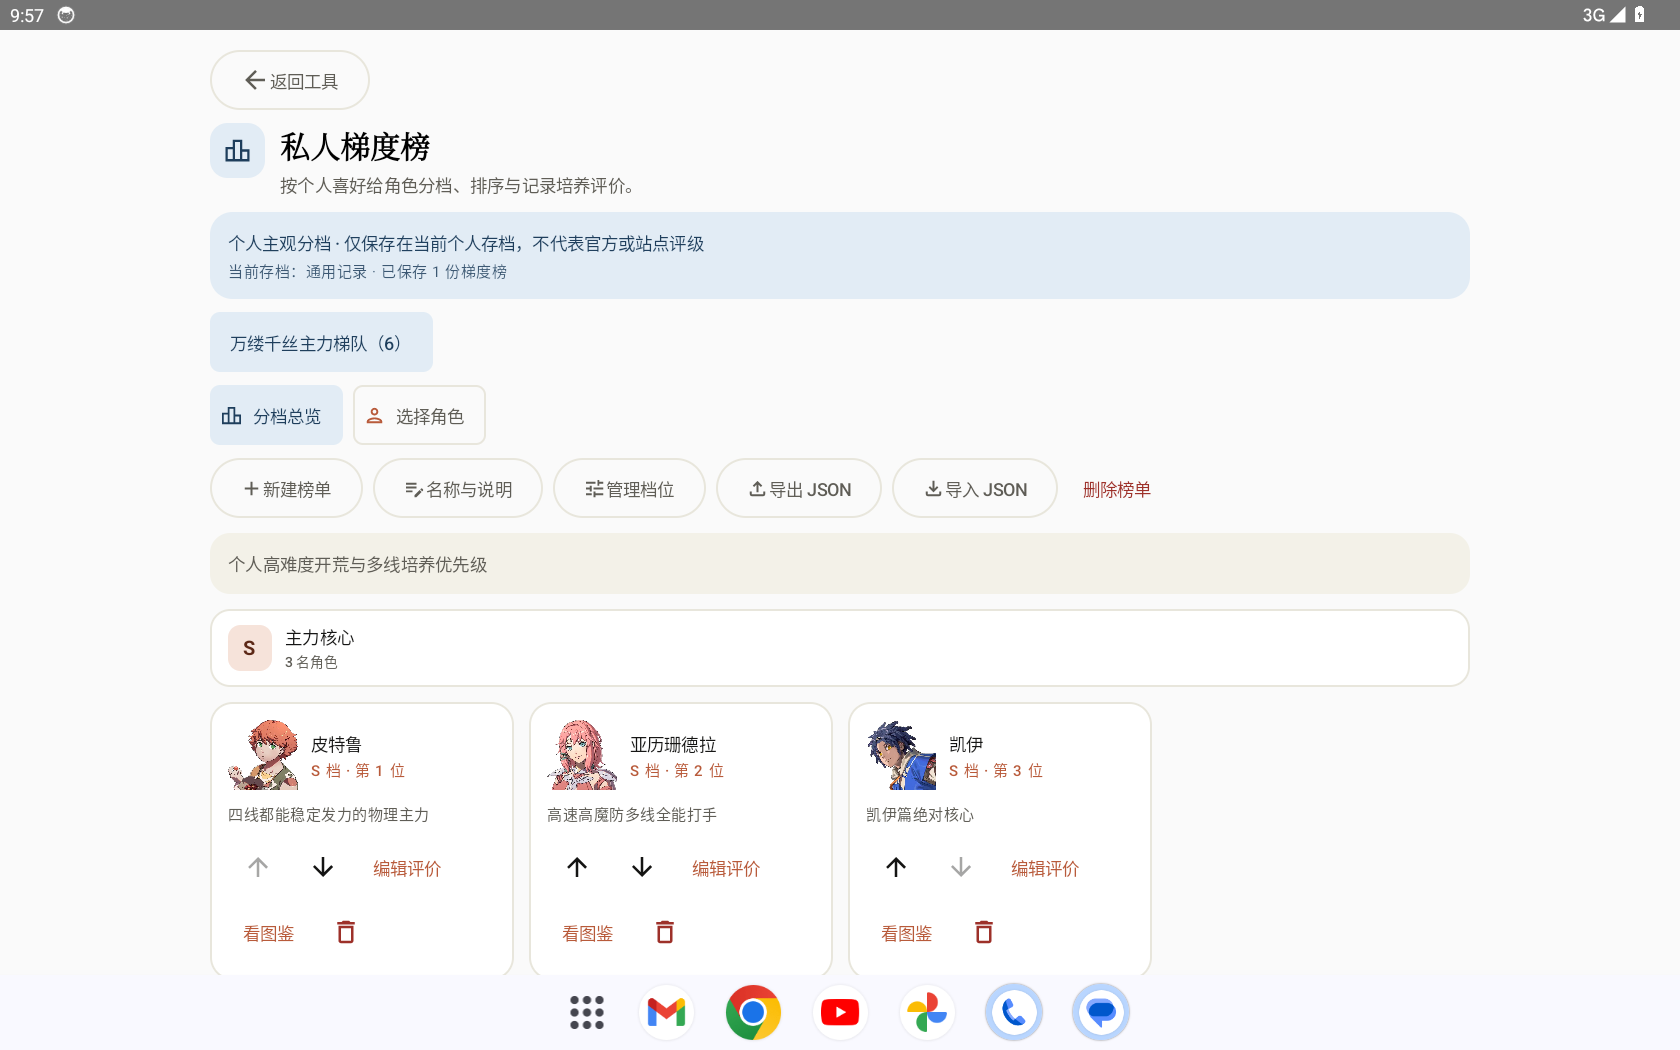 9:57
3G
返回工具
私人梯度榜
按个人喜好给角色分档、排序与记录培养评价。
个人主观分档 · 仅保存在当前个人存档，不代表官方或站点评级
当前存档：通用记录 · 已保存 1 份梯度榜
万缕千丝主力梯队（6）
分档总览
选择角色
新建榜单
名称与说明
管理档位
导出 JSON
导入 JSON
删除榜单
个人高难度开荒与多线培养优先级
S
主力核心
3 名角色
皮特鲁
S 档 · 第 1 位
四线都能稳定发力的物理主力
编辑评价
看图鉴
亚历珊德拉
S 档 · 第 2 位
高速高魔防多线全能打手
编辑评价
看图鉴
凯伊
S 档 · 第 3 位
凯伊篇绝对核心
编辑评价
看图鉴